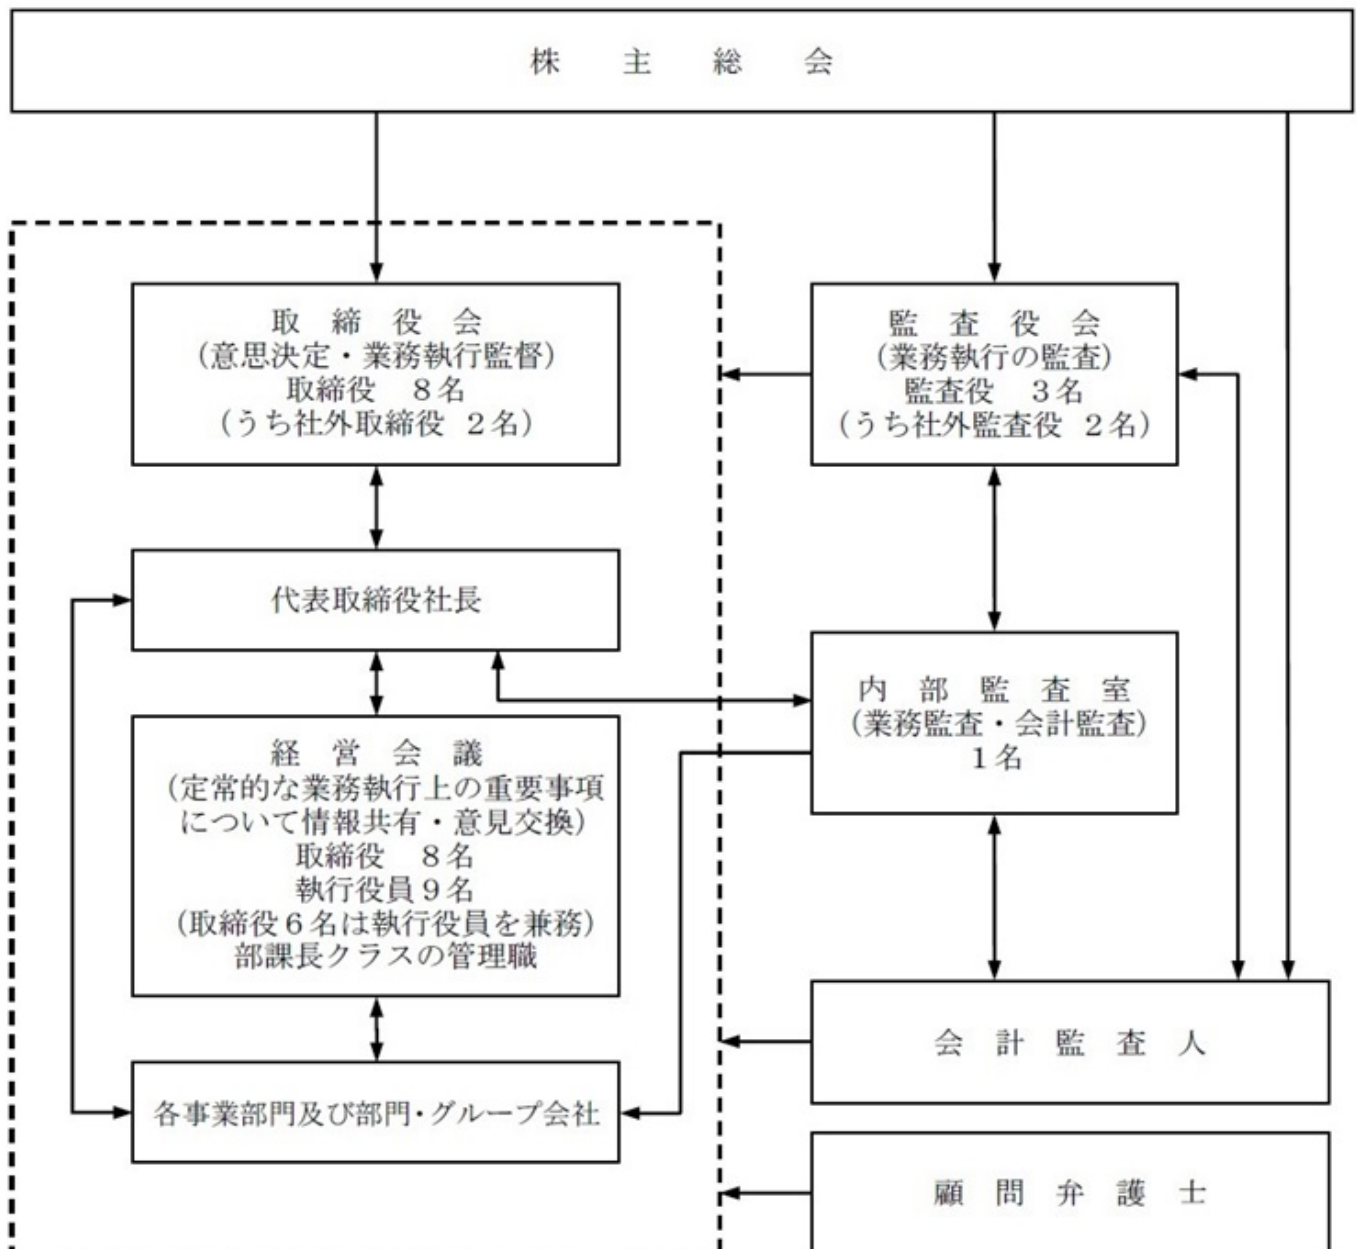 株主総会
取締役会
(意思決定・業務執行監督)
取締役 8名
(うち社外取締役 2名)
監査役会
(業務執行の監査)
監査役 3名
(うち社外監査役 2名)
代表取締役社長
内部監査室
(業務監査・会計監査)
1名
経営会議
(定常的な業務執行上の重要事項
について情報共有・意見交換)
取締役 8名
執行役員9名
(取締役6名は執行役員を兼務)
部課長クラスの管理職
会計監査人
各事業部門及び部門・グループ会社
顧問弁護士